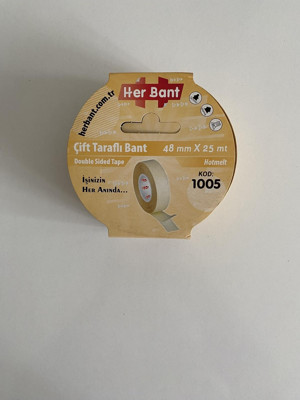 Her Bant
herbant.com.tr
Çift Taraflı Bant
48 mm X 25 mt
Double Sided Tape
Hotmelt
KOD:
1005
İşinizin
Her Anında...